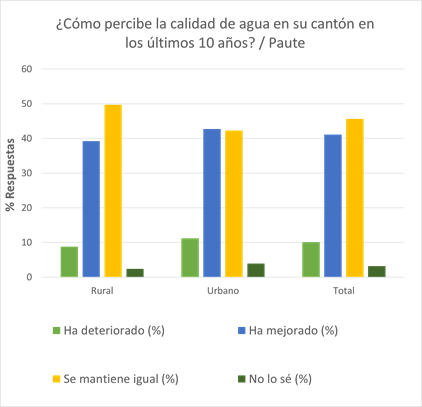 ¿Cómo percibe la calidad de agua en su cantón en
los últimos 10 años? / Paute
% Respuestas
60
50
40
30
20
10
0
Rural
Urbano
Total
Ha deteriorado (%)
Ha mejorado (%)
Se mantiene igual (%)
No lo sé (%)